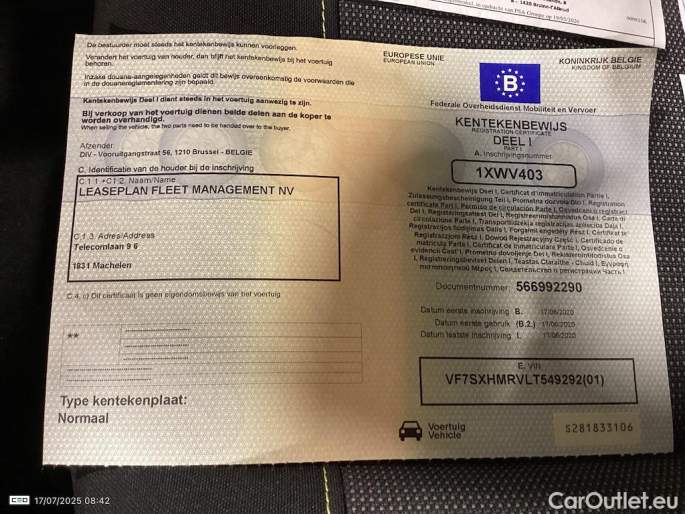 De bestuurder moet steeds het kentekenbewijs kunnen voorleggen.
Verandert het voertuig van houder, dan blijft het kentekenbewijs bij het voertuig
behoren.
Inzake douane-aangelegenheden geldt dit bewijs overeenkomstig de voorwaarden die
in de douanereglementering zijn bepaald.
Kentekenbewijs Deel I dient steeds in het voertuig aanwezig te zijn.
Bij verkoop van het voertuig dienen beide delen aan de koper te
worden overhandigd.
When selling the vehicle, the two parts need to be handed over to the buyer.
Afzender:
DIV - Vooruitgangstraat 56, 1210 Brussel - BELGIE
C. Identificatie van de houder bij de inschrijving
C.1.1.+C.1.2. Naam/Name
LEASEPLAN FLEET MANAGEMENT NV
C.1.3. Adres/Address
Telecomlaan 9 6
1831 Machelen
C.4. c) Dit certificaat is geen eigendomsbewijs van het voertuig
**
Type kentekenplaat:
Normaal
EUROPESE UNIE
EUROPEAN UNION
KONINKRIJK BELGIE
KINGDOM OF BELGIUM
B
Federale Overheidsdienst Mobiliteit en Vervoer
KENTEKENBEWIJS
REGISTRATION CERTIFICATE
DEEL I
PART I
A. Inschrijvingsnummer
1XWV403
Kentekenbewijs Deel I, Certificat d'immatriculation Partie I,
Documentnummer 566992290
Datum eerste inschrijving B. 17/06/2020
Datum eerste gebruik (B.2.) 17/06/2020
Datum laatste inschrijving I. 17/06/2020
E. VIN
VF7SXHMRVLT549292(01)
Voertuig
Vehicle
S281833106
17/07/2025 08:42
CarOutlet.eu